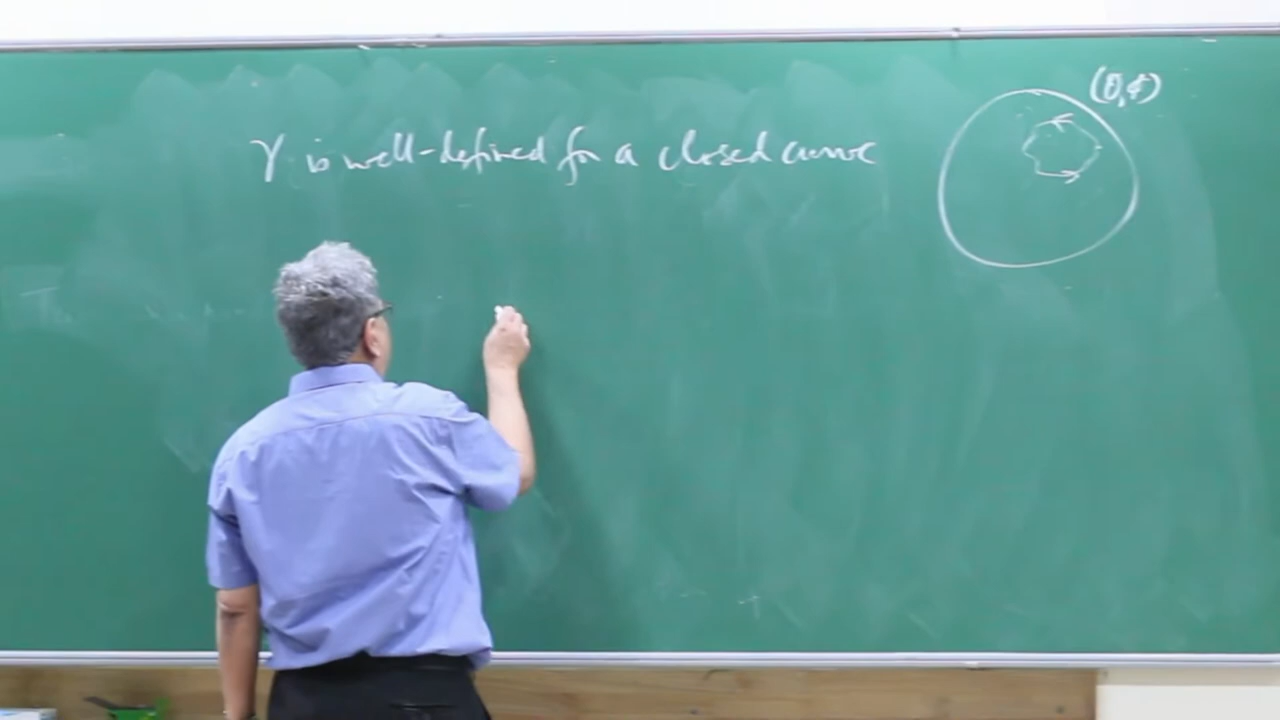 γ is well-defined for a closed curve
(θ,φ)